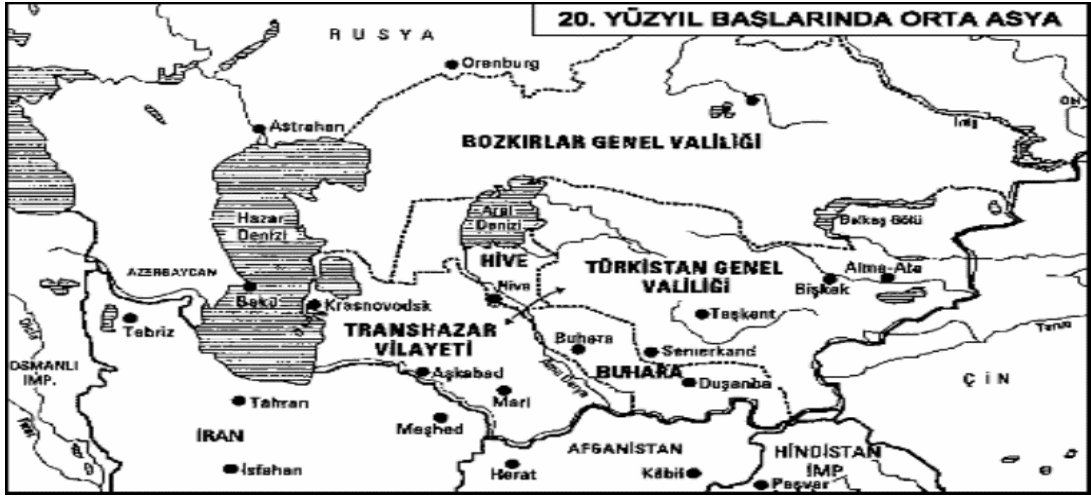 20. YÜZYIL BAŞLARINDA ORTA ASYA
RUSYA
Orenburg
Astrahan
BOZKIRLAR GENEL VALİLİĞİ
Hazar
Denizi
Aral
Denizi
Balkaş Gölü
HİVE
Hiva
TÜRKİSTAN GENEL
VALİLİĞİ
Alma-Ata
Bişkek
Taşkent
AZERBAYCAN
Bakü
Krasnovodsk
Tebriz
TRANSHAZAR
VİLAYETİ
Buhara
Semerkand
BUHARA
Duşanba
Amu Derya
OSMANLI
İMP.
Aşkabad
Mari
ÇİN
Tahran
Meşhed
İRAN
AFGANİSTAN
HİNDİSTAN
İMP.
İsfahan
Herat
Kâbil
Peşver